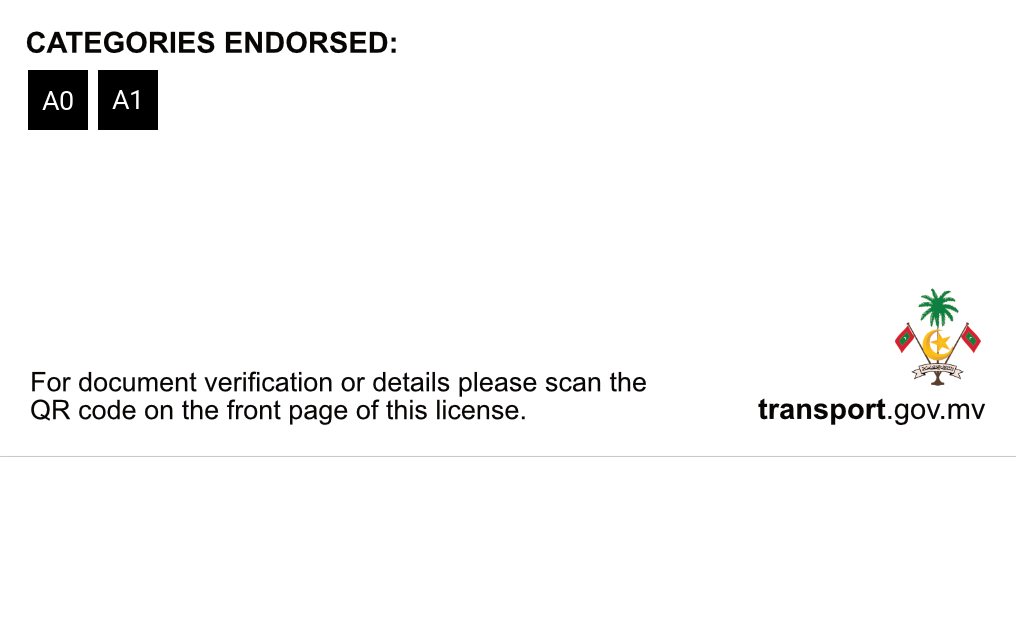 CATEGORIES ENDORSED:
A0 A1
For document verification or details please scan the
QR code on the front page of this license.
transport.gov.mv